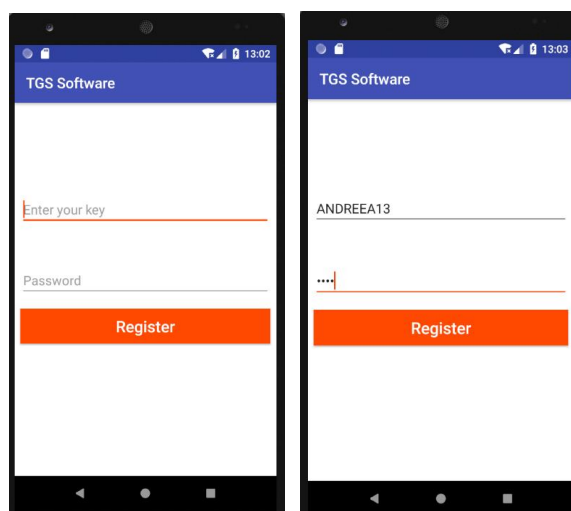 13:02
TGS Software
Enter your key
Password
Register
13:03
TGS Software
ANDREEA13
••••
Register